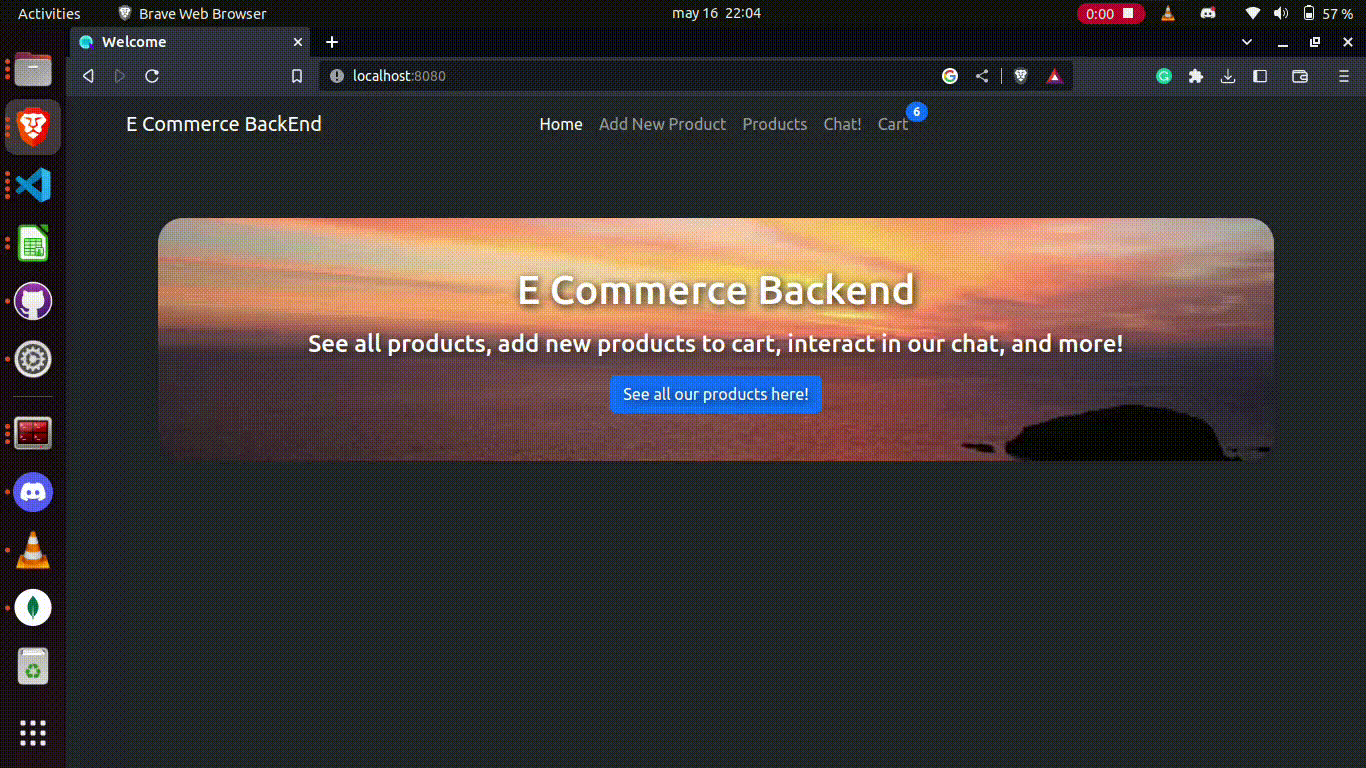 Activities Brave Web Browser may 16 22:04 0:00 57 %
Welcome
localhost:8080
E Commerce BackEnd Home Add New Product Products Chat! Cart 6
E Commerce Backend
See all products, add new products to cart, interact in our chat, and more!
See all our products here!